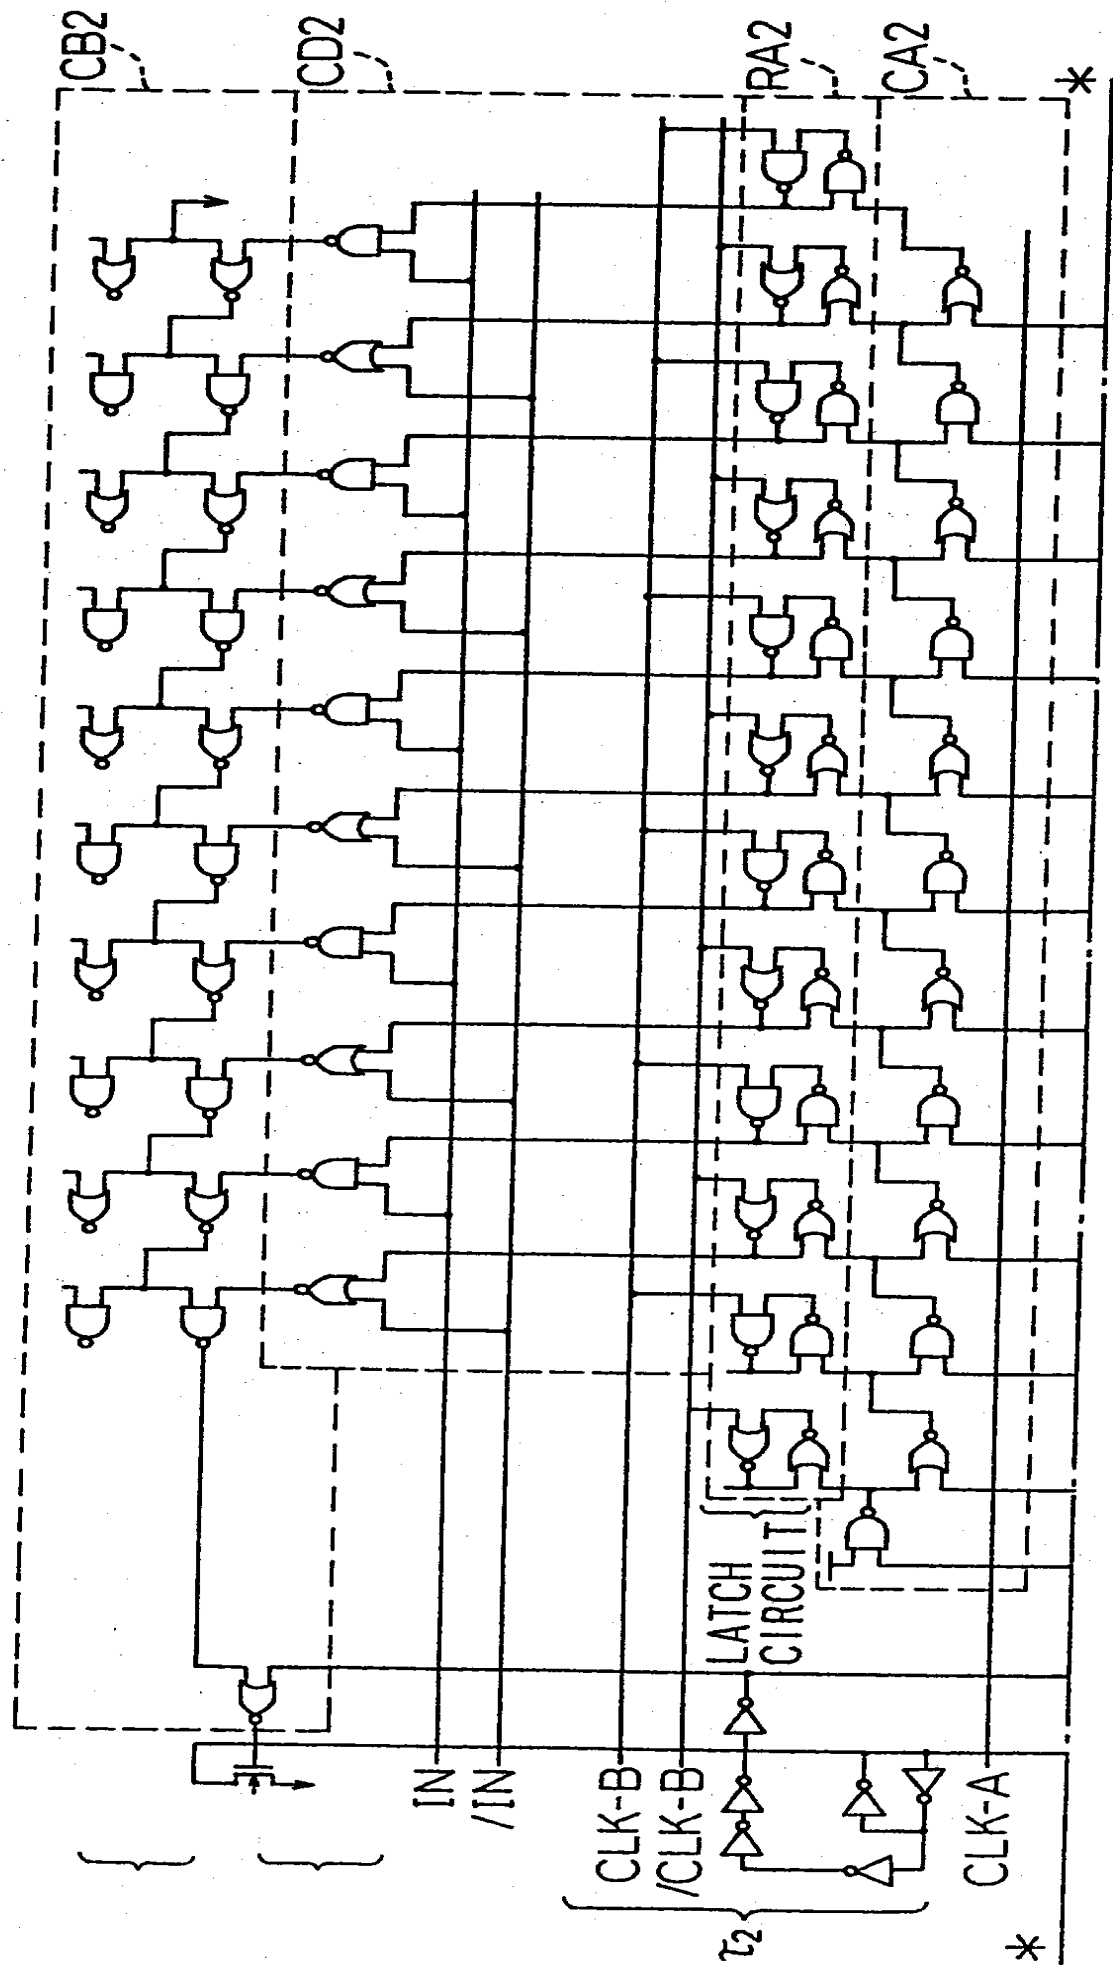 CB2
CD2
RA2
CA2
*
IN
/IN
CLK-B
/CLK-B
LATCH
CIRCUIT
CLK-A
τ2
*